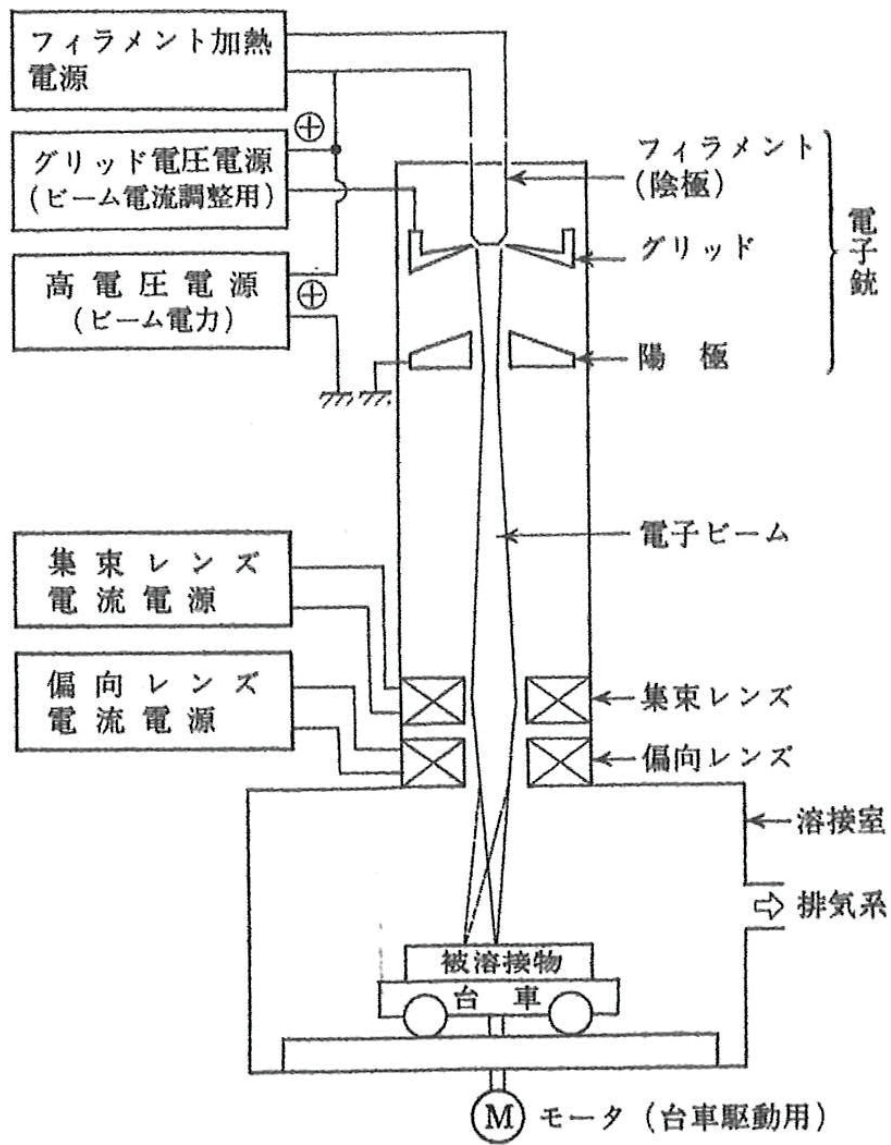 フィラメント加熱
電源
グリッド電圧電源
(ビーム電流調整用)
高電圧電源
(ビーム電力)
フィラメント
(陰極)
グリッド
電子銃
陽極
電子ビーム
集束レンズ
電流電源
偏向レンズ
電流電源
集束レンズ
偏向レンズ
溶接室
排気系
被溶接物
台車
M モータ (台車駆動用)